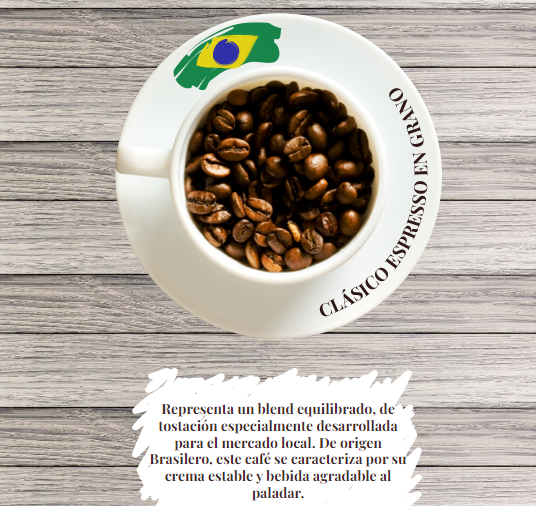 CLÁSICO ESPRESSO EN GRANO
Representa un blend equilibrado, de
tostación especialmente desarrollada
para el mercado local. De origen
Brasilero, este café se caracteriza por su
crema estable y bebida agradable al
paladar.